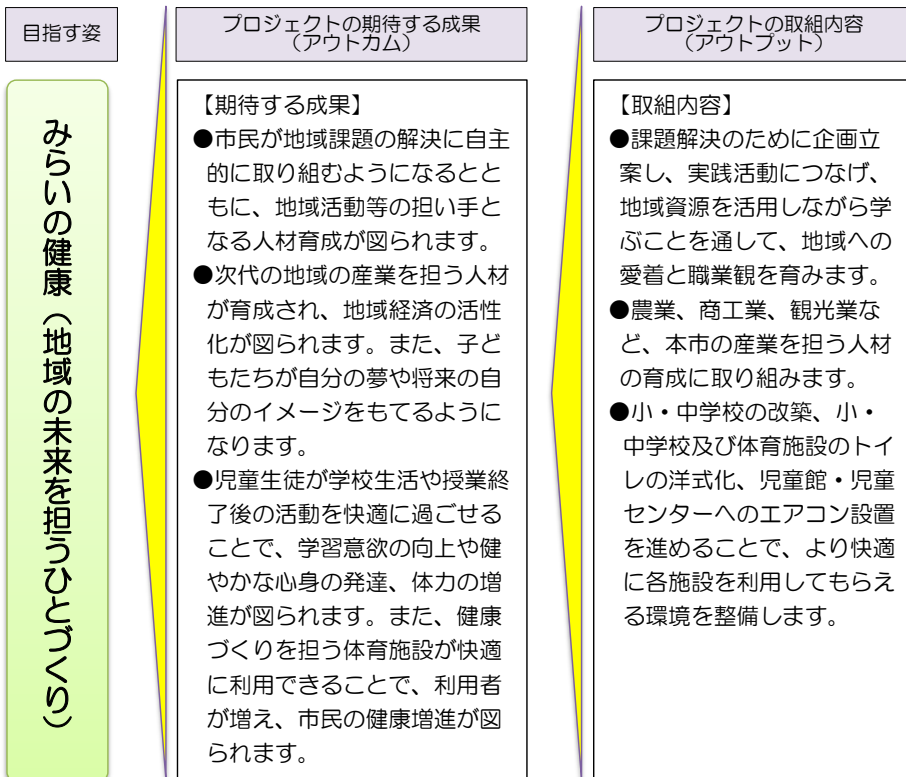 目指す姿
プロジェクトの期待する成果
（アウトカム）
プロジェクトの取組内容
（アウトプット）
みらいの健康（地域の未来を担うひとづくり）
【期待する成果】
●市民が地域課題の解決に自主
的に取り組むようになるとと
もに、地域活動等の担い手と
なる人材育成が図られます。
●次代の地域の産業を担う人材
が育成され、地域経済の活性
化が図られます。また、子ど
もたちが自分の夢や将来の自
分のイメージをもてるように
なります。
●児童生徒が学校生活や授業終
了後の活動を快適に過ごせる
ことで、学習意欲の向上や健
やかな心身の発達、体力の増
進が図られます。また、健康
づくりを担う体育施設が快適
に利用できることで、利用者
が増え、市民の健康増進が図
られます。
【取組内容】
●課題解決のために企画立
案し、実践活動につなげ、
地域資源を活用しながら学
ぶことを通して、地域への
愛着と職業観を育みます。
●農業、商工業、観光業な
ど、本市の産業を担う人材
の育成に取り組みます。
●小・中学校の改築、小・
中学校及び体育施設のトイ
レの洋式化、児童館・児童
センターへのエアコン設置
を進めることで、より快適
に各施設を利用してもらえ
る環境を整備します。